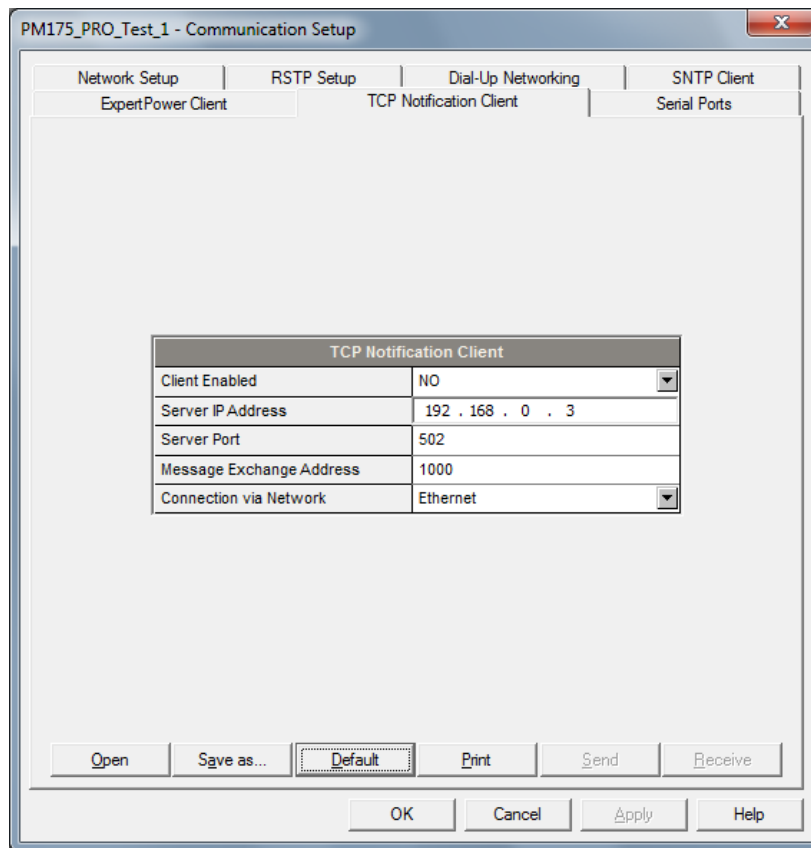 PM175_PRO_Test_1 - Communication Setup
Network Setup RSTP Setup Dial-Up Networking SNTP Client
ExpertPower Client TCP Notification Client Serial Ports
TCP Notification Client
Client Enabled NO
Server IP Address 192 . 168 . 0 . 3
Server Port 502
Message Exchange Address 1000
Connection via Network Ethernet
Open Save as... Default Print Send Receive
OK Cancel Apply Help